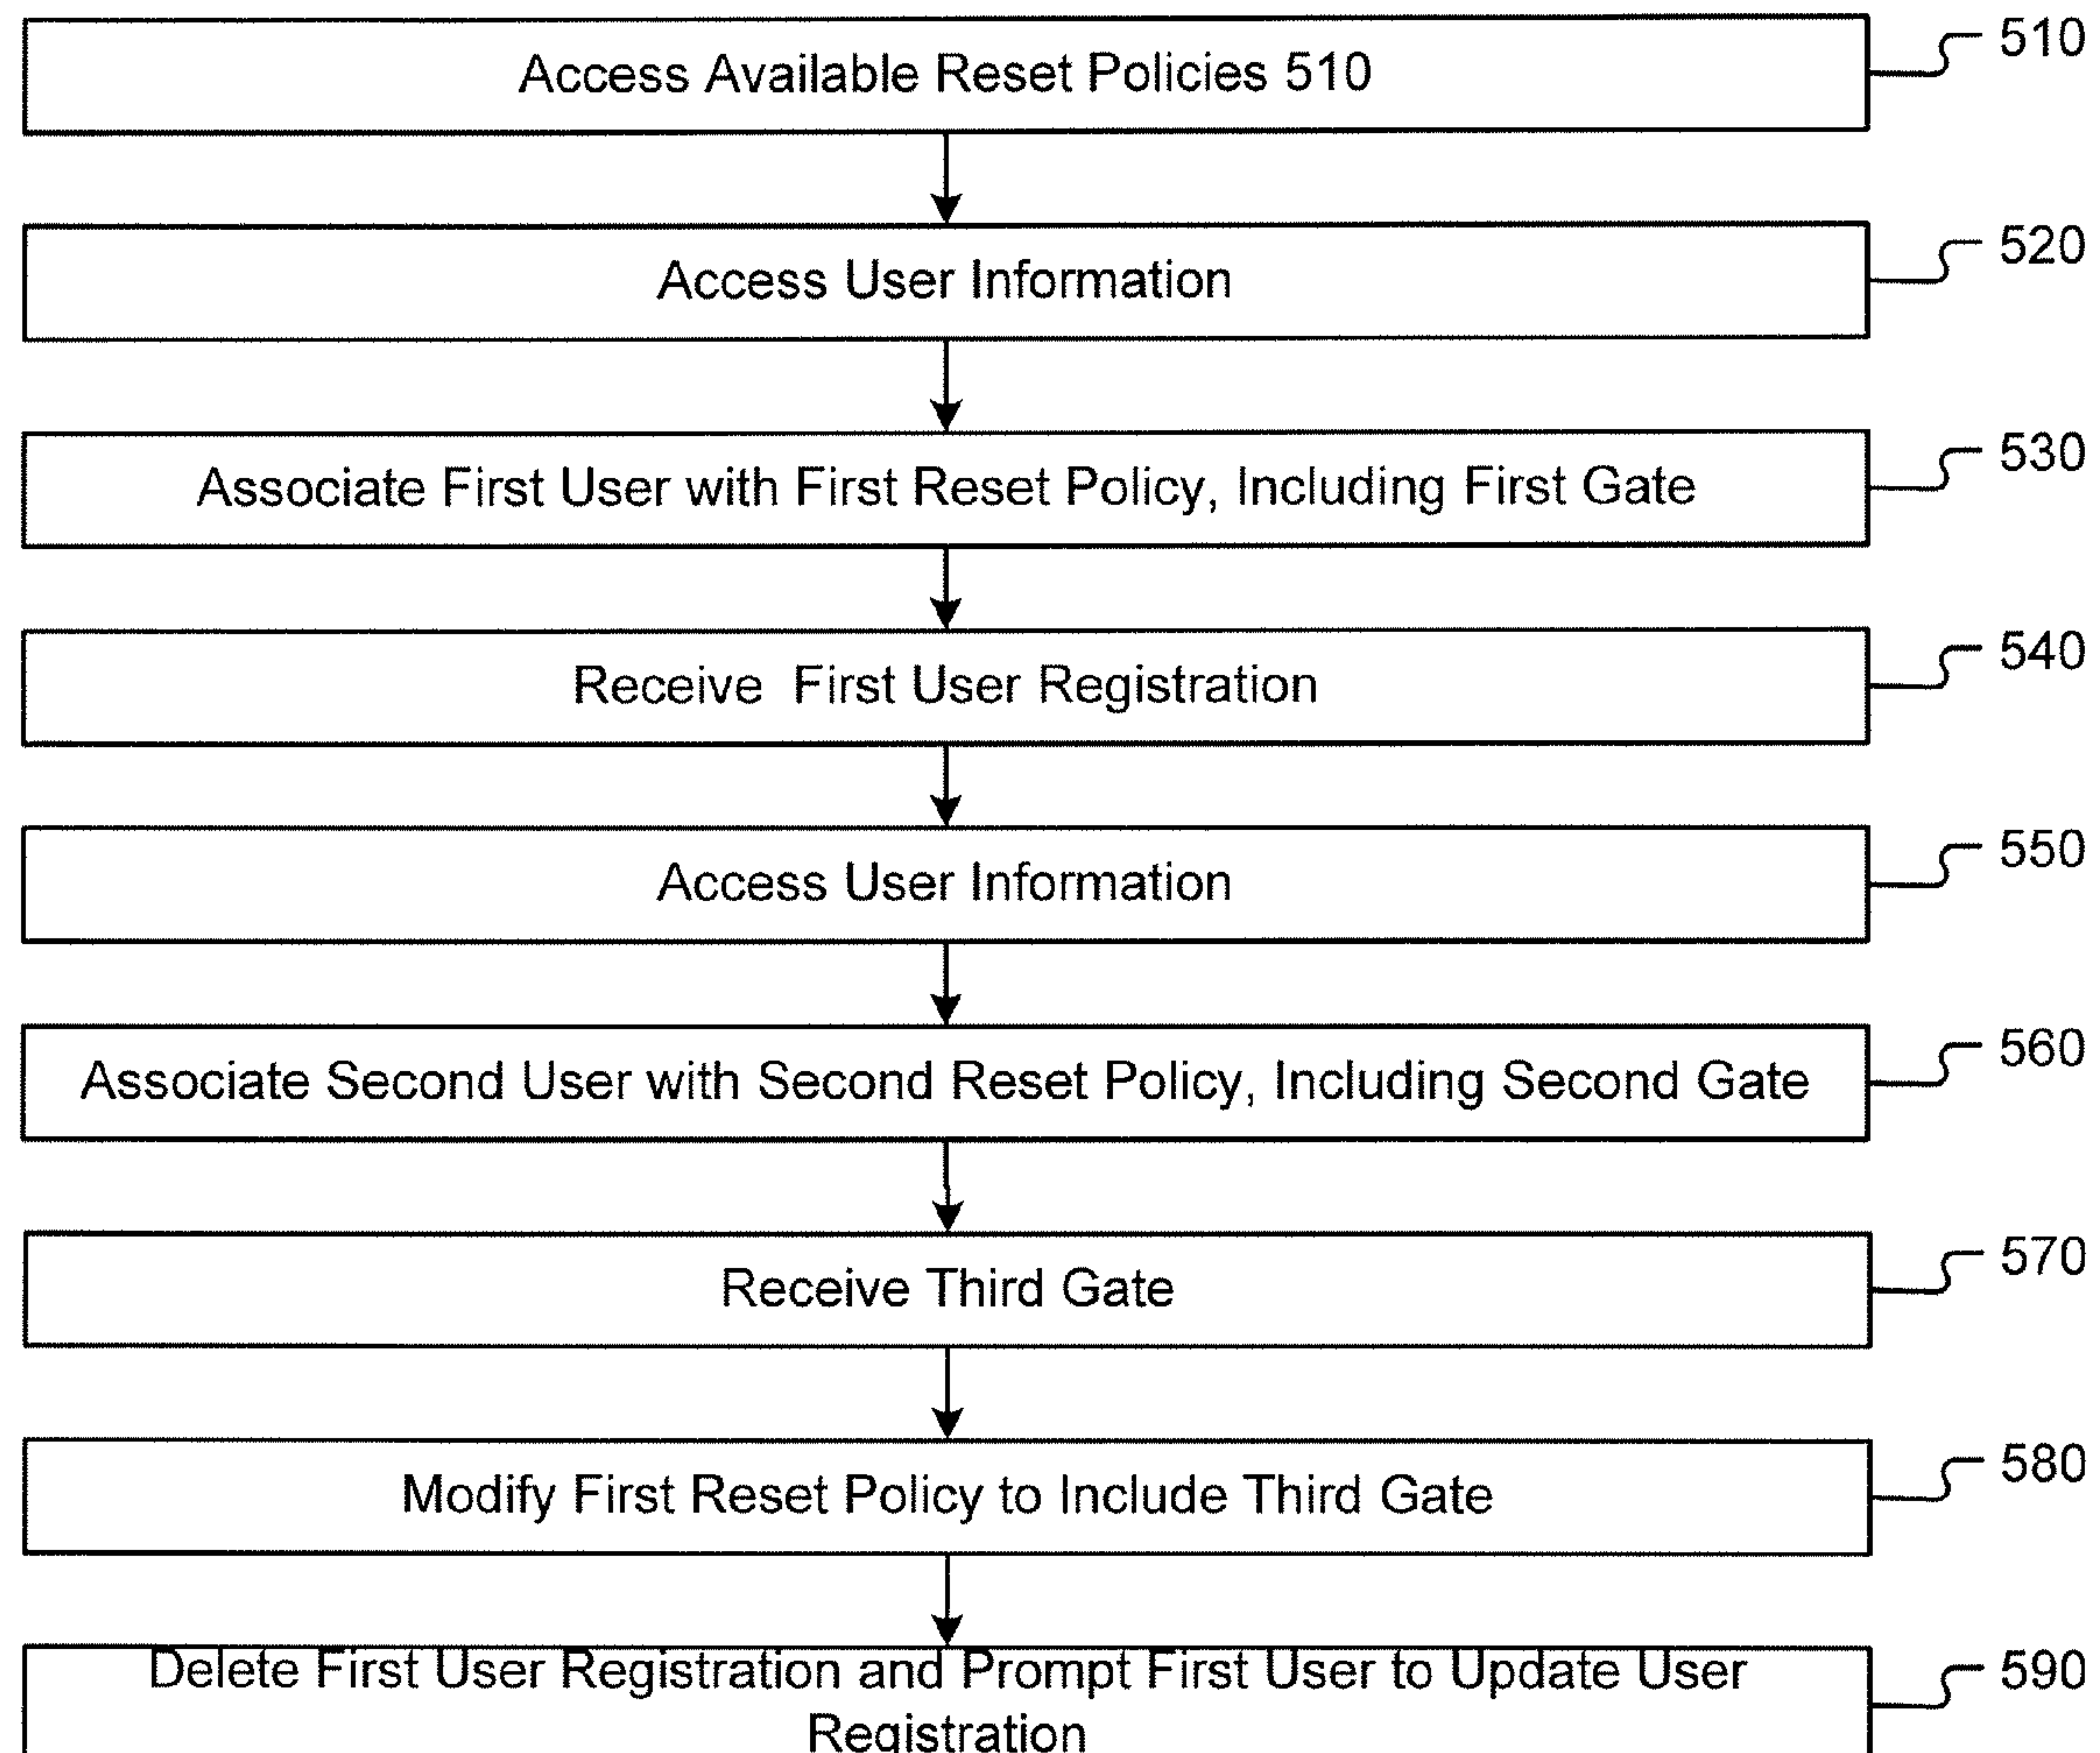 Access Available Reset Policies 510
510
Access User Information
520
Associate First User with First Reset Policy, Including First Gate
530
Receive First User Registration
540
Access User Information
550
Associate Second User with Second Reset Policy, Including Second Gate
560
Receive Third Gate
570
Modify First Reset Policy to Include Third Gate
580
Delete First User Registration and Prompt First User to Update User
Registration
590